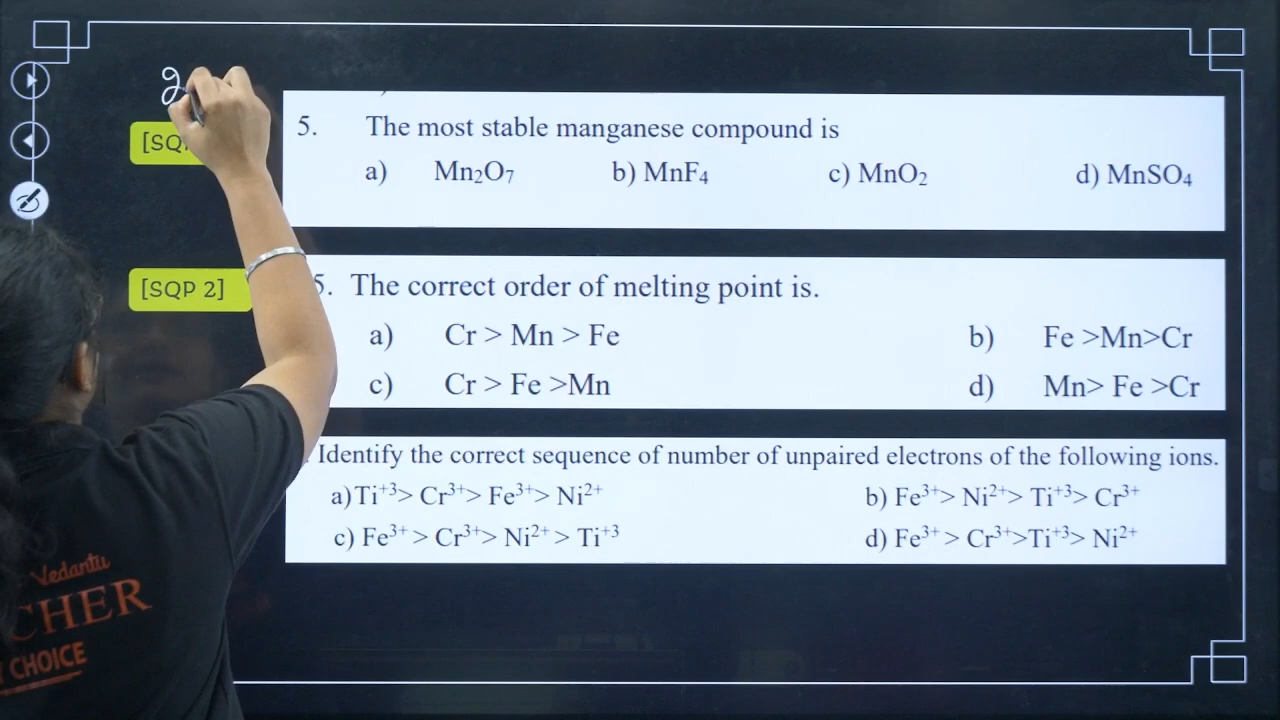 2
[SQ
5. The most stable manganese compound is
a) Mn₂O₇ b) MnF₄ c) MnO₂ d) MnSO₄
[SQP 2]
5. The correct order of melting point is.
a) Cr > Mn > Fe b) Fe >Mn>Cr
c) Cr > Fe >Mn d) Mn> Fe >Cr
. Identify the correct sequence of number of unpaired electrons of the following ions.
a)Ti⁺³> Cr³⁺> Fe³⁺> Ni²⁺ b) Fe³⁺> Ni²⁺> Ti⁺³> Cr³⁺
c) Fe³⁺ > Cr³⁺> Ni²⁺ > Ti⁺³ d) Fe³⁺ > Cr³⁺>Ti⁺³> Ni²⁺
Vedantu
CHER
CHOICE